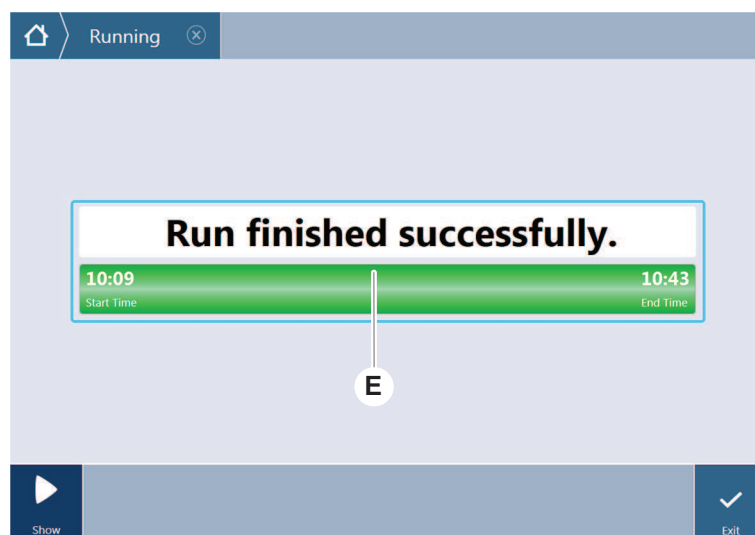 Running
Run finished successfully.
10:09 10:43
Start Time End Time
E
Show Exit